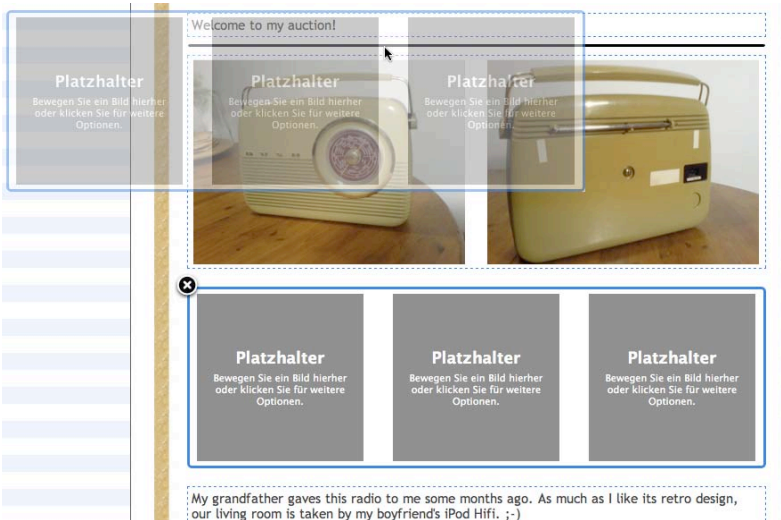 Welcome to my auction!
Platzhalter
Bewegen Sie ein Bild hierher
oder klicken Sie für weitere
Optionen.
Platzhalter
Bewegen Sie ein Bild hierher
oder klicken Sie für weitere
Optionen.
Platzhalter
Bewegen Sie ein Bild hierher
oder klicken Sie für weitere
Optionen.
Platzhalter
Bewegen Sie ein Bild hierher
oder klicken Sie für weitere
Optionen.
Platzhalter
Bewegen Sie ein Bild hierher
oder klicken Sie für weitere
Optionen.
Platzhalter
Bewegen Sie ein Bild hierher
oder klicken Sie für weitere
Optionen.
My grandfather gaves this radio to me some months ago. As much as I like its retro design,
our living room is taken by my boyfriend's iPod Hifi. ;-)